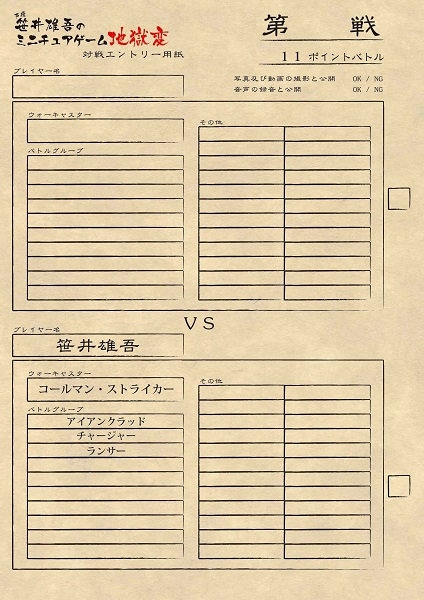 古庭
笹井雄吾の
ミニチュアゲーム地獄変
対戦エントリー用紙
第 戦
11 ポイントバトル
プレイヤー名
写真及び動画の撮影と公開 OK / NG
音声の録音と公開 OK / NG
ウォーキャスター
その他
バトルグループ
VS
プレイヤー名
笹井雄吾
ウォーキャスター
コールマン・ストライカー
その他
バトルグループ
アイアンクラッド
チャージャー
ランサー